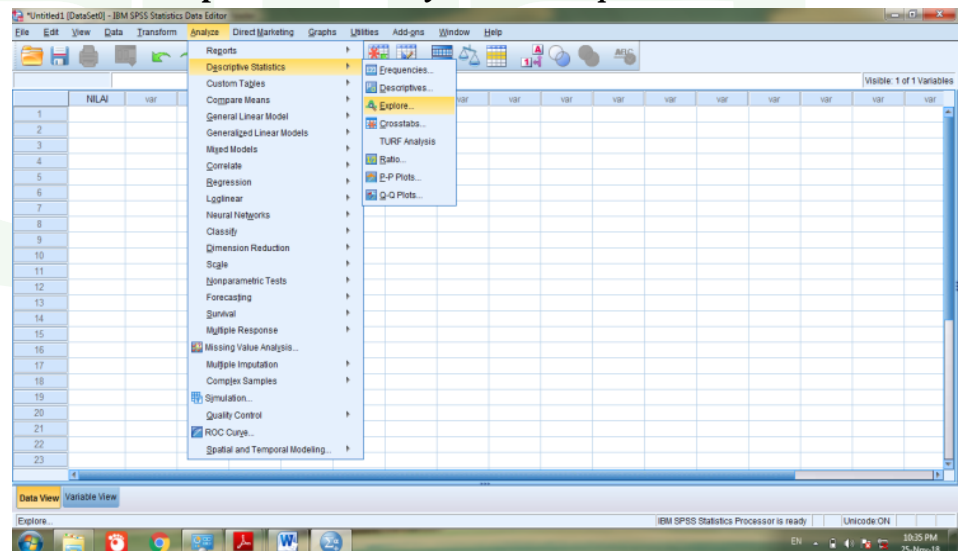 *Untitled1 [DataSet0] - IBM SPSS Statistics Data Editor
File Edit View Data Transform Analyze Direct Marketing Graphs Utilities Add-ons Window Help
Visible: 1 of 1 Variables
NILAI var var var var var var var var var var
Reports
Descriptive Statistics
Custom Tables
Compare Means
General Linear Model
Generalized Linear Models
Mixed Models
Correlate
Regression
Loglinear
Neural Networks
Classify
Dimension Reduction
Scale
Nonparametric Tests
Forecasting
Survival
Multiple Response
Missing Value Analysis...
Multiple Imputation
Complex Samples
Simulation...
Quality Control
ROC Curve...
Spatial and Temporal Modeling...
Frequencies...
Descriptives...
Explore...
Crosstabs...
TURF Analysis
Ratio...
P-P Plots...
Q-Q Plots...
1
2
3
4
5
6
7
8
9
10
11
12
13
14
15
16
17
18
19
20
21
22
23
Data View Variable View
Explore...
IBM SPSS Statistics Processor is ready Unicode:ON
EN
10:35 PM
25-Nov-18